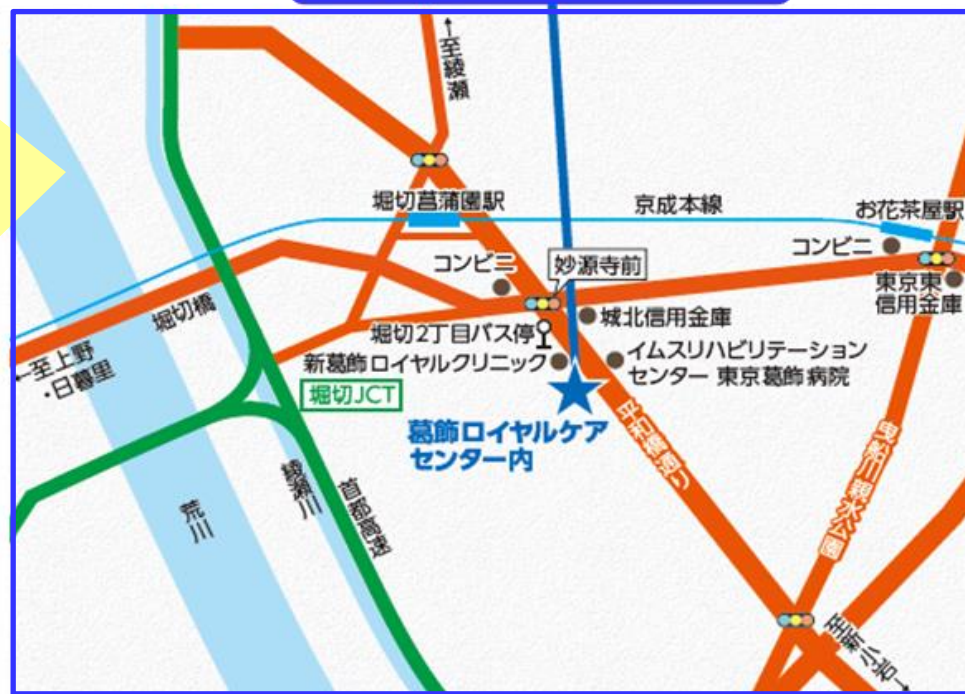 ←至綾瀬
堀切菖蒲園駅
京成本線
お花茶屋駅
コンビニ
コンビニ
妙源寺前
東京東
信用金庫
堀切橋
城北信用金庫
堀切2丁目バス停
←至上野
・日暮里
新葛飾ロイヤルクリニック
イムスリハビリテーション
センター 東京葛飾病院
堀切JCT
葛飾ロイヤルケア
センター内
平和橋通り
曳舟川親水公園
綾瀬川
首都高速
荒川
至新小岩→